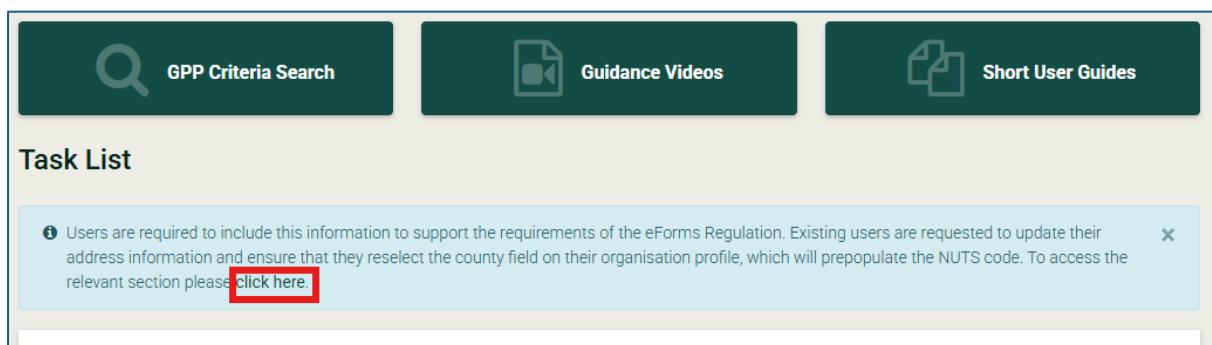 GPP Criteria Search
Guidance Videos
Short User Guides
Task List
Users are required to include this information to support the requirements of the eForms Regulation. Existing users are requested to update their
address information and ensure that they reselect the county field on their organisation profile, which will prepopulate the NUTS code. To access the
relevant section please click here.